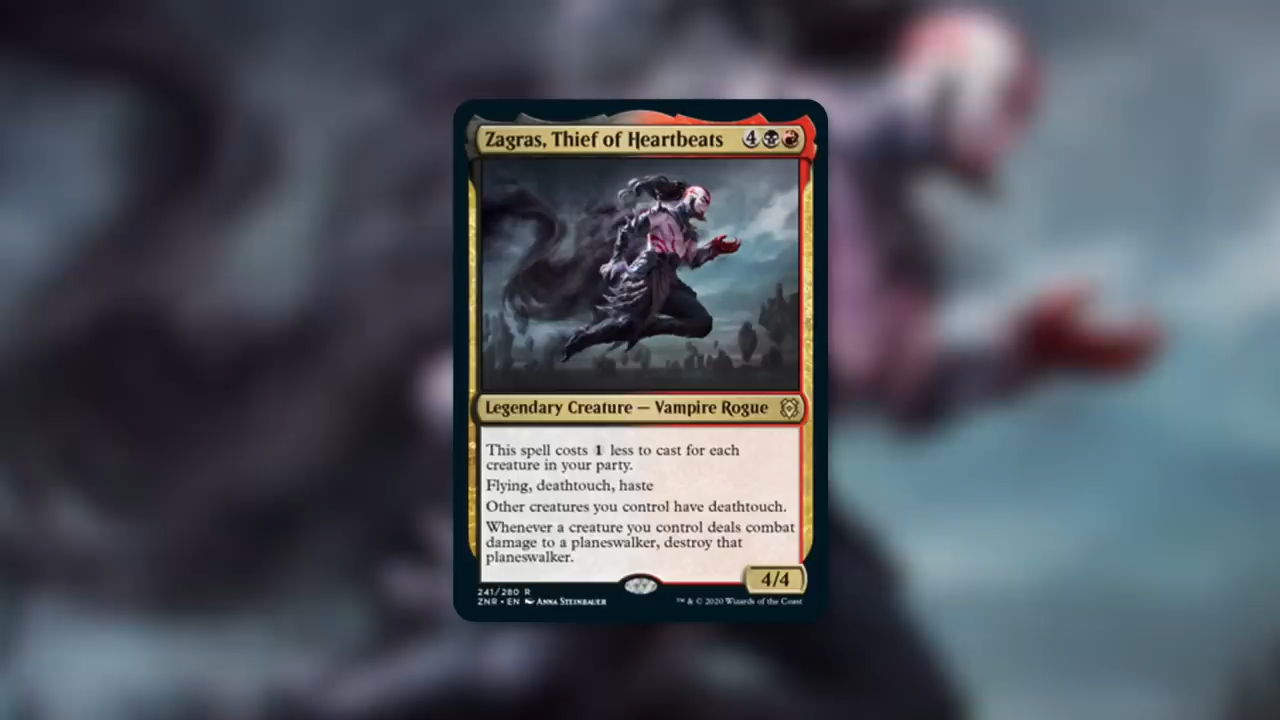 Zagras, Thief of Heartbeats 4
Legendary Creature — Vampire Rogue
This spell costs 1 less to cast for each
creature in your party.
Flying, deathtouch, haste
Other creatures you control have deathtouch.
Whenever a creature you control deals combat
damage to a planeswalker, destroy that
planeswalker.
4/4
241/280 R
ZNR • EN Anna Steinbauer
™ & © 2020 Wizards of the Coast